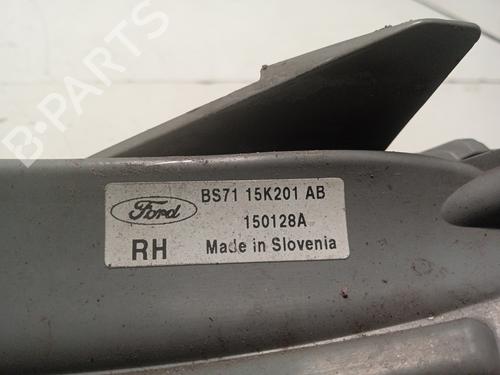 B-PARTS
Ford
BS71 15K201 AB
150128A
RH
Made in Slovenia